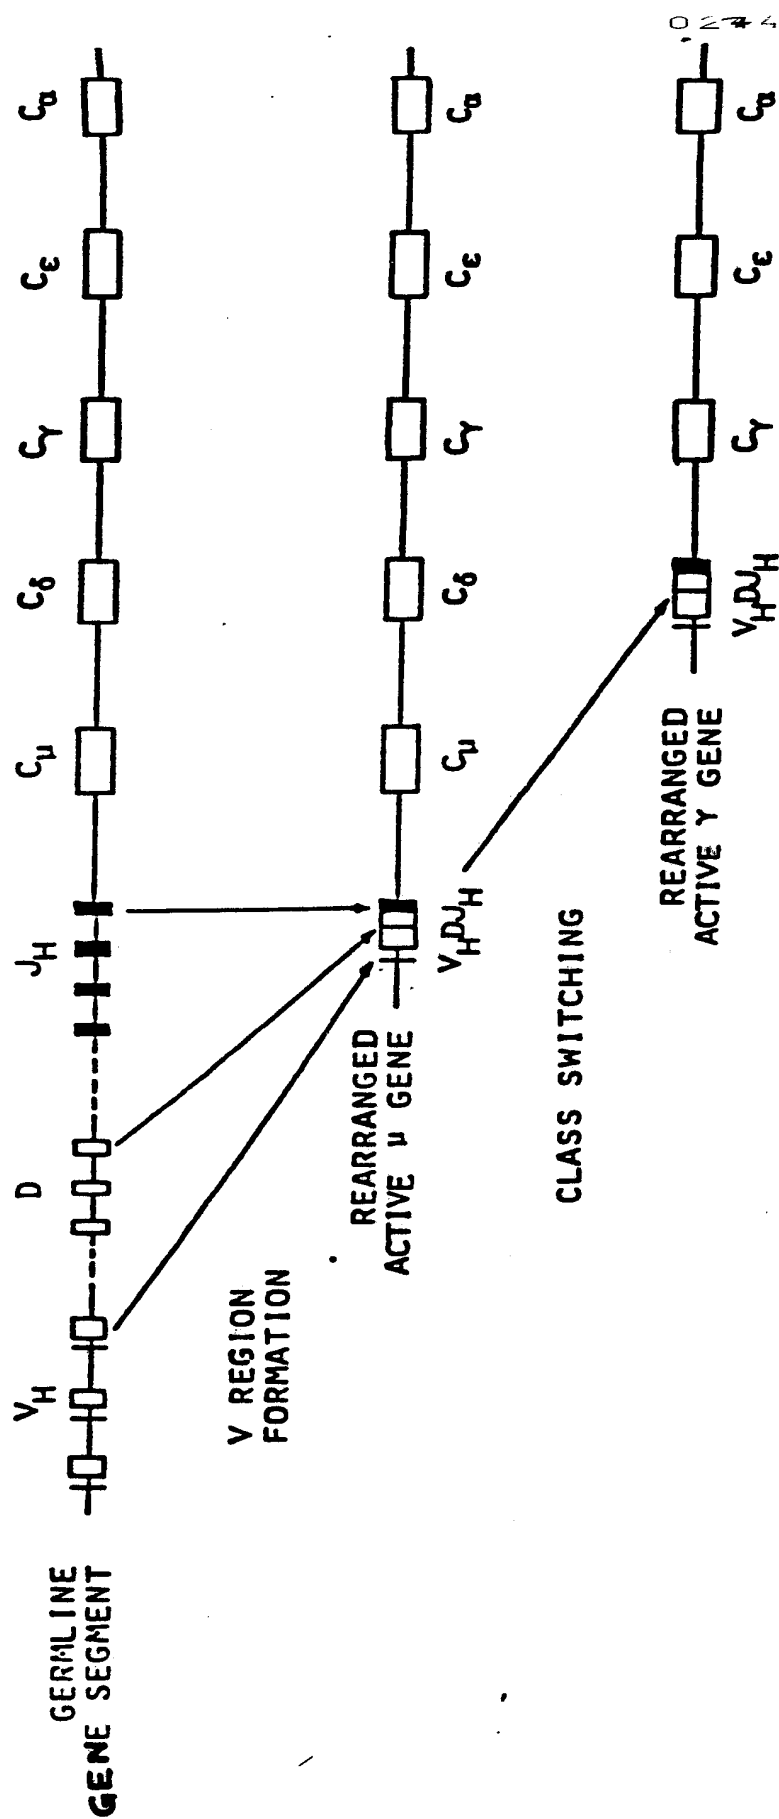 0244
GERMLINE
GENE SEGMENT
V_H D J_H C_μ C_δ C_γ C_ε C_α
V REGION
FORMATION
REARRANGED
ACTIVE μ GENE
V_HDJ_H C_μ C_δ C_γ C_ε C_α
CLASS SWITCHING
REARRANGED
ACTIVE γ GENE
V_HDJ_H C_γ C_ε C_α